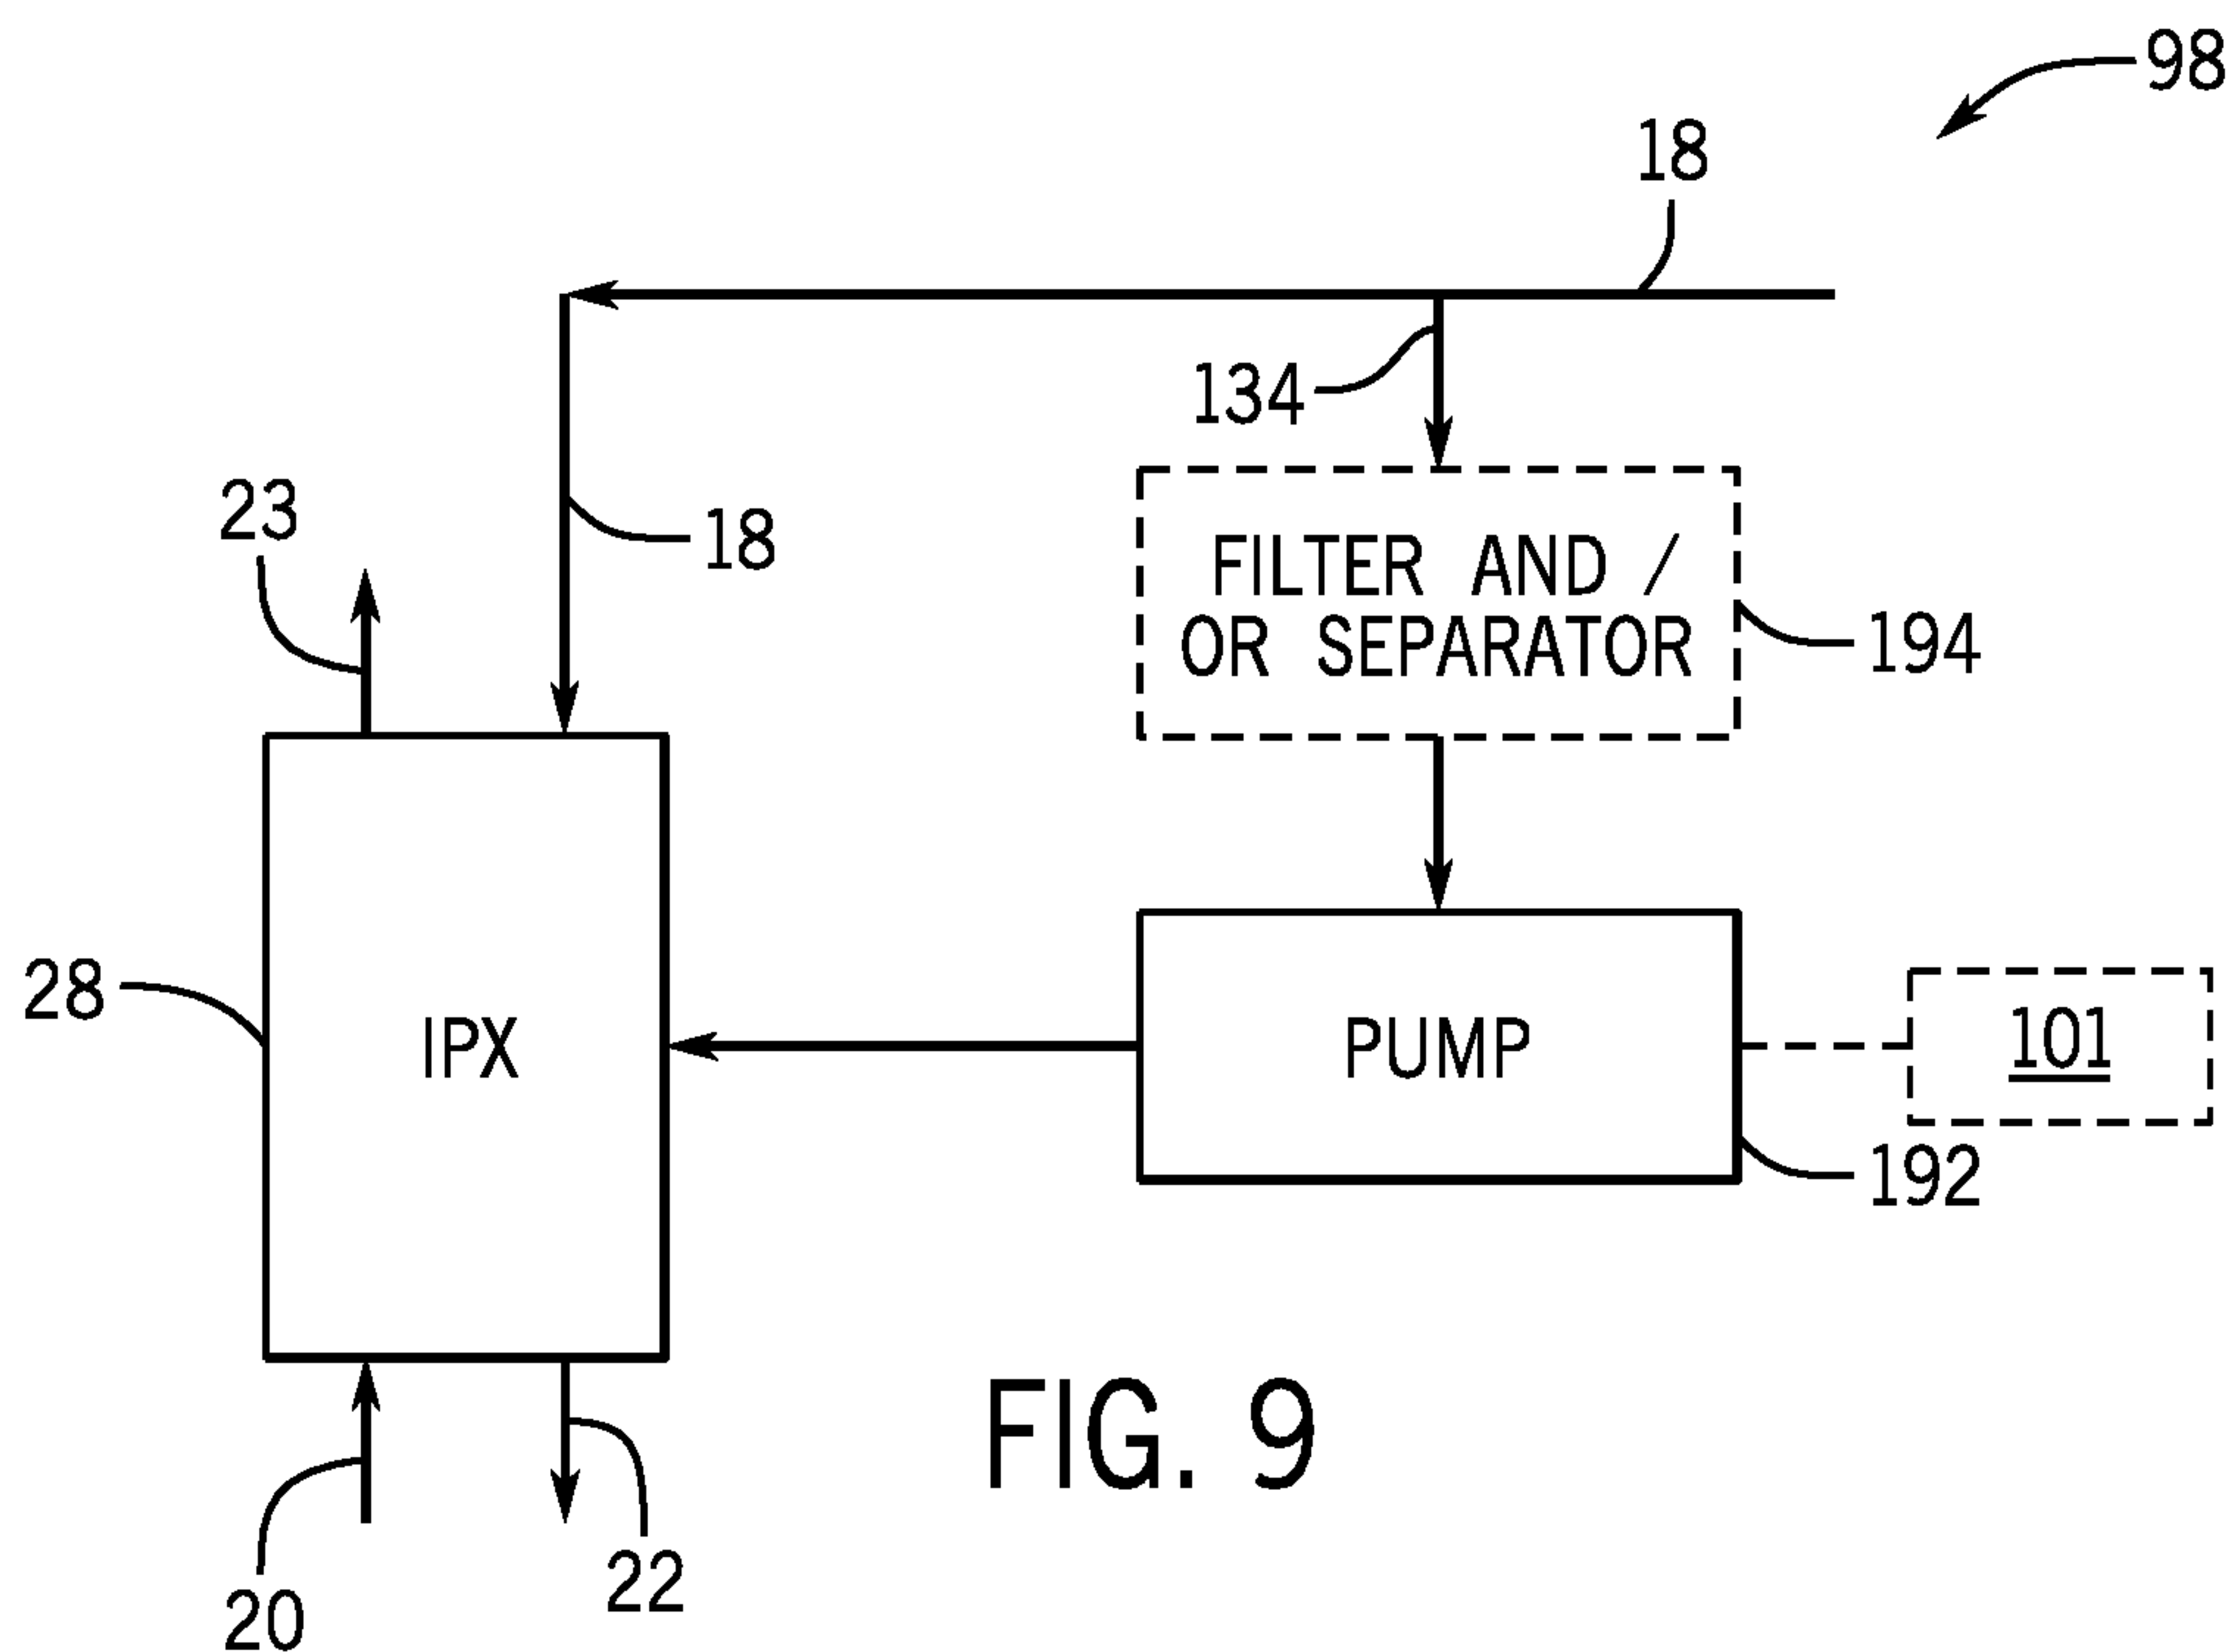 98
18
134
23
18
FILTER AND /
OR SEPARATOR
194
28
IPX
PUMP
101
192
FIG. 9
22
20